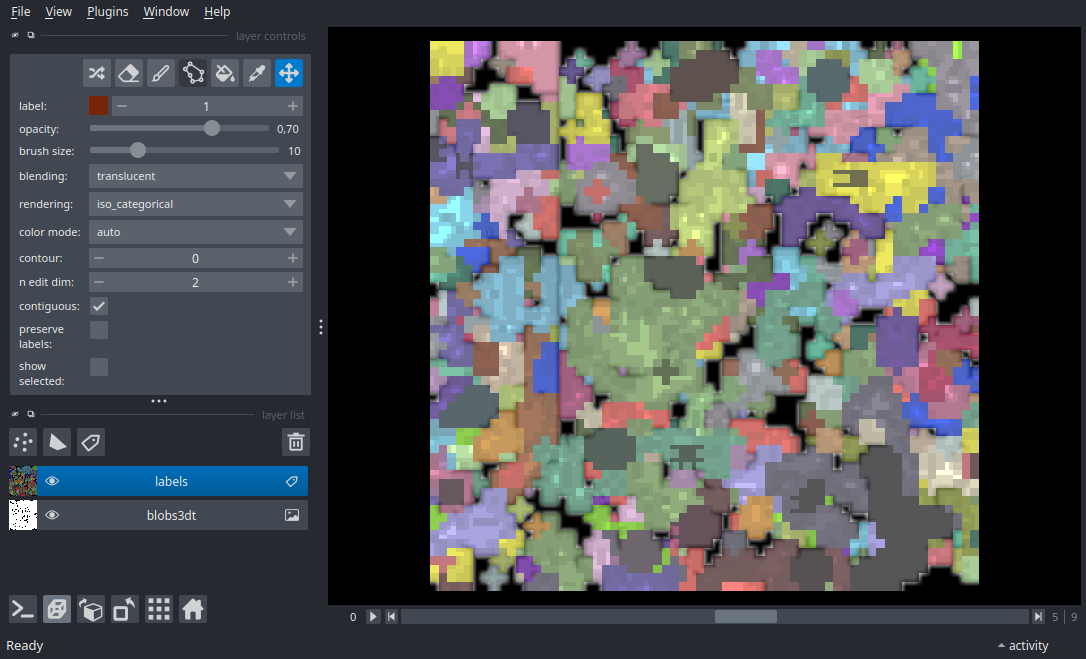 File View Plugins Window Help
layer controls
label: 1
opacity: 0,70
brush size: 10
blending: translucent
rendering: iso_categorical
color mode: auto
contour: 0
n edit dim: 2
contiguous:
preserve
labels:
show
selected:
layer list
labels
blobs3dt
0 5 9
Ready activity